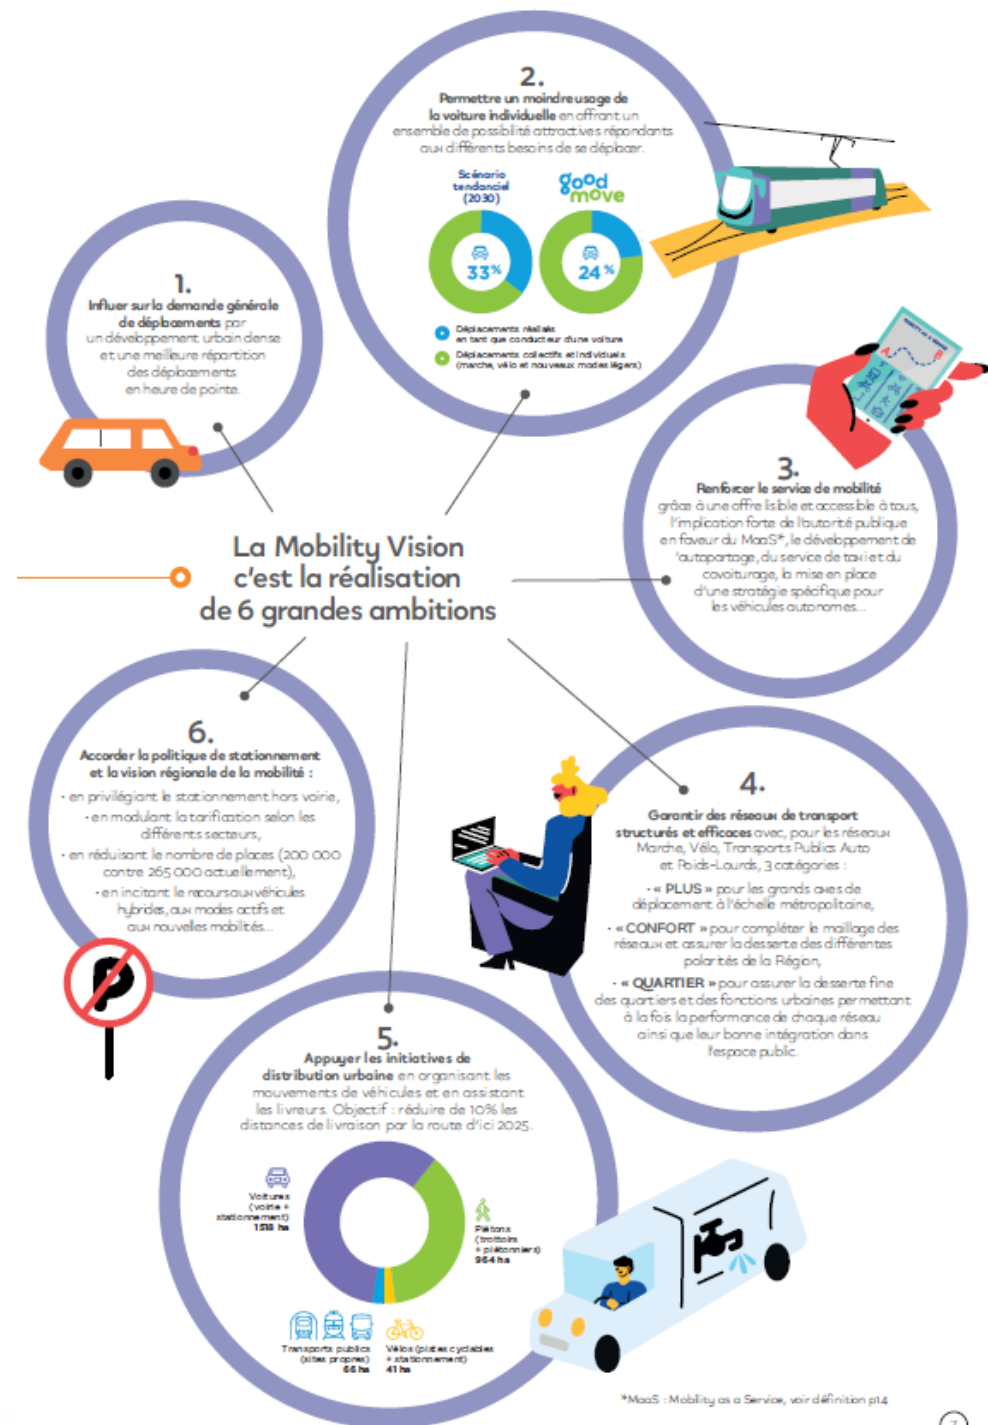 1.
Influer sur la demande générale
de déplacements par
un développement urbain dense
et une meilleure répartition
des déplacements
en heure de pointe.
2.
Permettre un moindre usage de
la voiture individuelle en offrant un
ensemble de possibilité attractives répondants
aux différents besoins de se déplacer.
Scénario
tendanciel
(2030)
good
move
33%
24%
Déplacements réalisés
en tant que conducteur d'une voiture
Déplacements collectifs et individuels
(marche, vélo et nouveaux modes légers)
MOBILITY AS A SERVICE
A
B
3.
Renforcer le service de mobilité
grâce à une offre lisible et accessible à tous,
l'implication forte de l'autorité publique
en faveur du MaaS*, le développement de
'autopartage, du service de taxi et du
covoiturage, la mise en place
d'une stratégie spécifique pour
les véhicules autonomes...
La Mobility Vision
c'est la réalisation
de 6 grandes ambitions
4.
Garantir des réseaux de transport
structurés et efficaces avec, pour les réseaux
Marche, Vélo, Transports Publics Auto
et Poids-Lourds, 3 catégories :
• « PLUS » pour les grands axes de
déplacement à l'échelle métropolitaine,
• « CONFORT » pour compléter le maillage des
réseaux et assurer la desserte des différentes
polarités de la Région,
• « QUARTIER » pour assurer la desserte fine
des quartiers et des fonctions urbaines permettant
à la fois la performance de chaque réseau
ainsi que leur bonne intégration dans
l'espace public.
5.
Appuyer les initiatives de
distribution urbaine en organisant les
mouvements de véhicules et en assistant
les livreurs. Objectif : réduire de 10% les
distances de livraison par la route d'ici 2025.
Voitures
(voirie +
stationnement)
1518 ha
Piétons
(trottoirs
+ piétonniers)
964 ha
Transports publics
(sites propres)
66 ha
Vélos (pistes cyclables
+ stationnement)
41 ha
6.
Accorder la politique de stationnement
et la vision régionale de la mobilité :
• en privilégiant le stationnement hors voirie,
• en modulant la tarification selon les
différents secteurs,
• en réduisant le nombre de places (200 000
contre 265 000 actuellement),
• en incitant le recours aux véhicules
hybrides, aux modes actifs et
aux nouvelles mobilités...
P
*MaaS : Mobility as a Service, voir définition p14
7